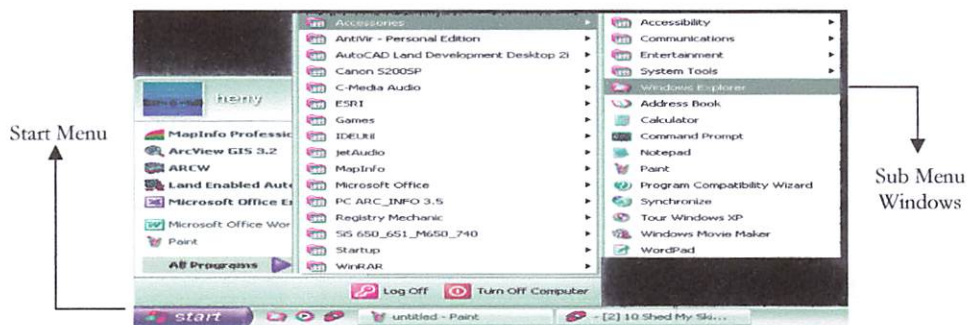 Start Menu
heny
MapInfo Professio
ArcView GIS 3.2
ARCW
Land Enabled Auto
Microsoft Office Ex
Microsoft Office Wor
Paint
All Programs
Accessories
AntiVir - Personal Edition
AutoCAD Land Development Desktop 2i
Canon S200SP
C-Media Audio
ESRI
Games
IDEUtil
jetAudio
MapInfo
Microsoft Office
PC ARC_INFO 3.5
Registry Mechanic
SiS 650_651_M650_740
Startup
WinRAR
Accessibility
Communications
Entertainment
System Tools
Windows Explorer
Address Book
Calculator
Command Prompt
Notepad
Paint
Program Compatibility Wizard
Synchronize
Tour Windows XP
Windows Movie Maker
WordPad
Sub Menu
Windows
Log Off
Turn Off Computer
start
untitled - Paint
- [2] 10 Shed My Ski...